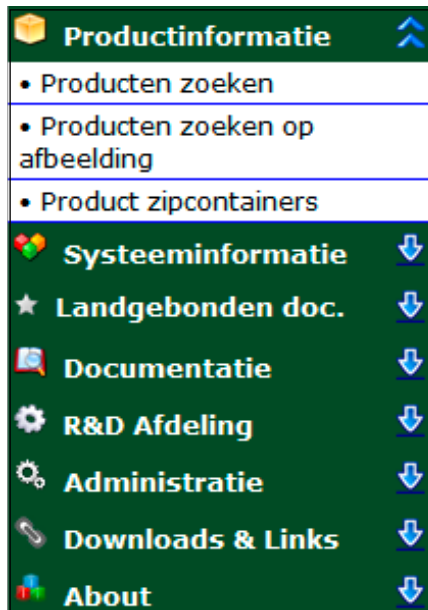 Productinformatie
• Producten zoeken
• Producten zoeken op
afbeelding
• Product zipcontainers
Systeeminformatie
Landgebonden doc.
Documentatie
R&D Afdeling
Administratie
Downloads & Links
About